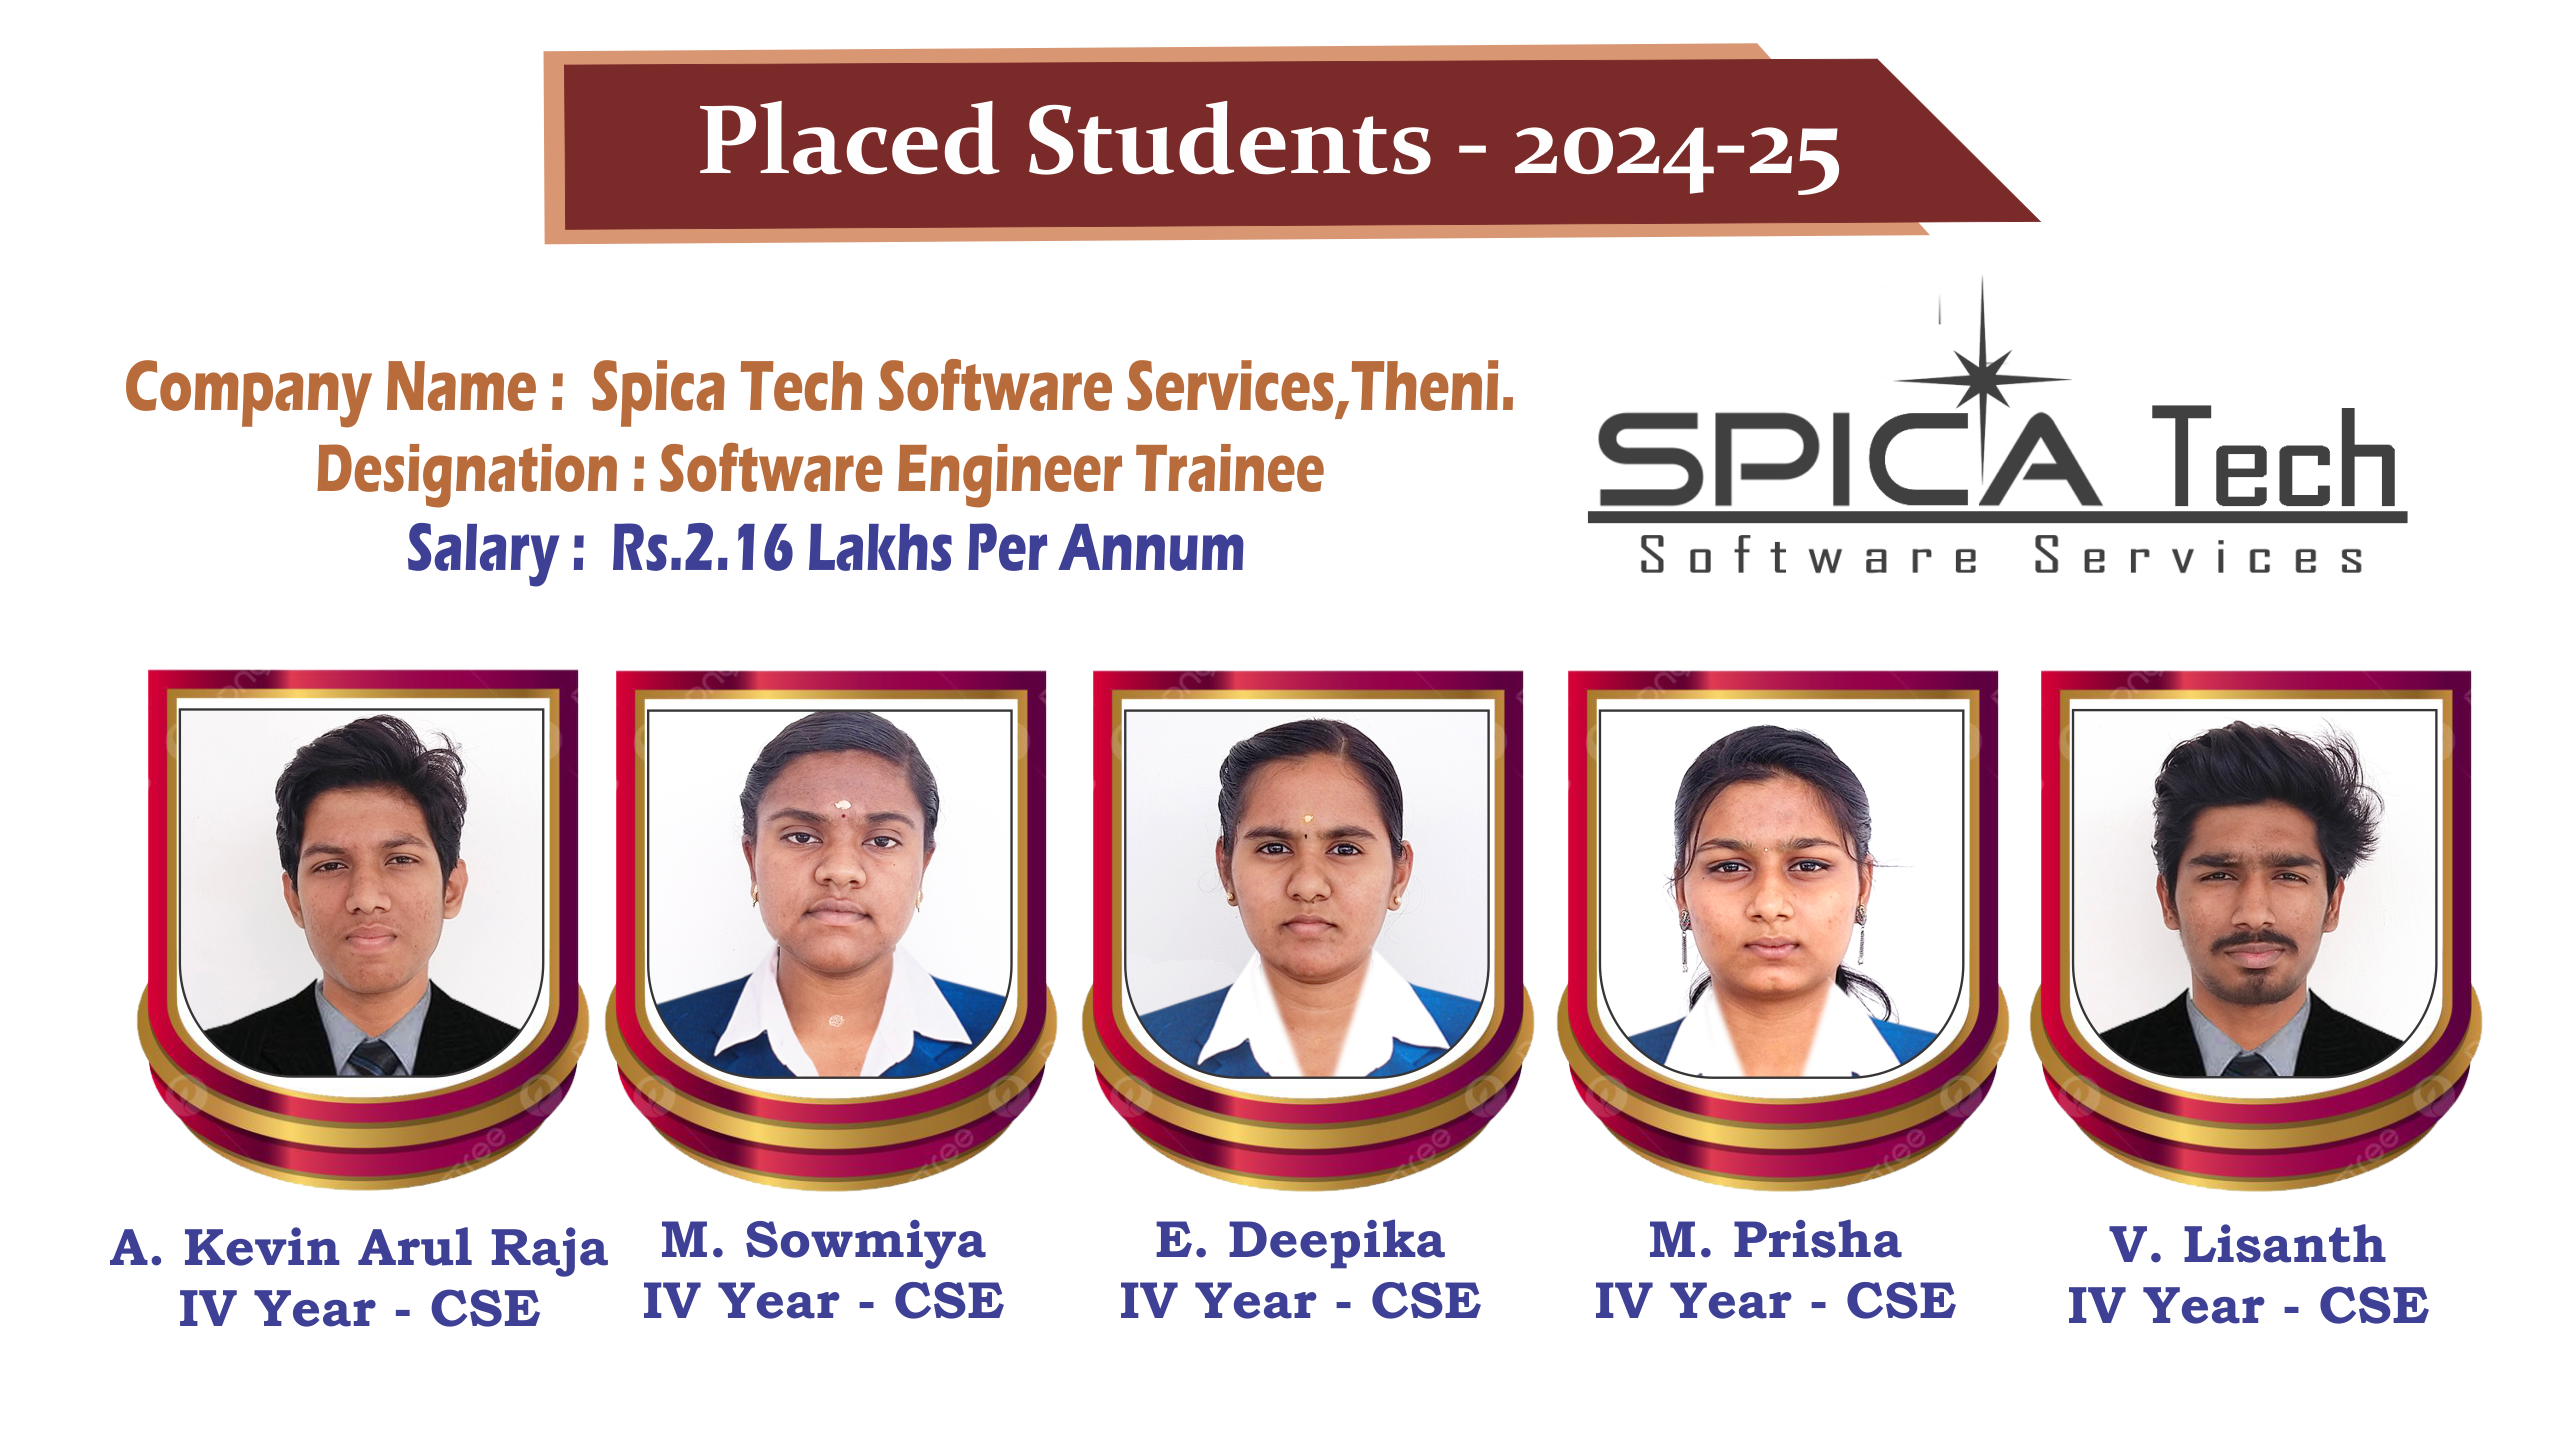 Placed Students - 2024-25
Company Name :  Spica Tech Software Services,Theni.
Designation : Software Engineer Trainee
Salary :  Rs.2.16 Lakhs Per Annum
SPICA Tech
Software Services
A. Kevin Arul Raja
IV Year - CSE
M. Sowmiya
IV Year - CSE
E. Deepika
IV Year - CSE
M. Prisha
IV Year - CSE
V. Lisanth
IV Year - CSE